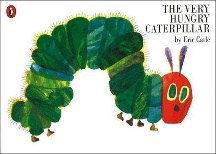 THE VERY
HUNGRY
CATERPILLAR
by Eric Carle